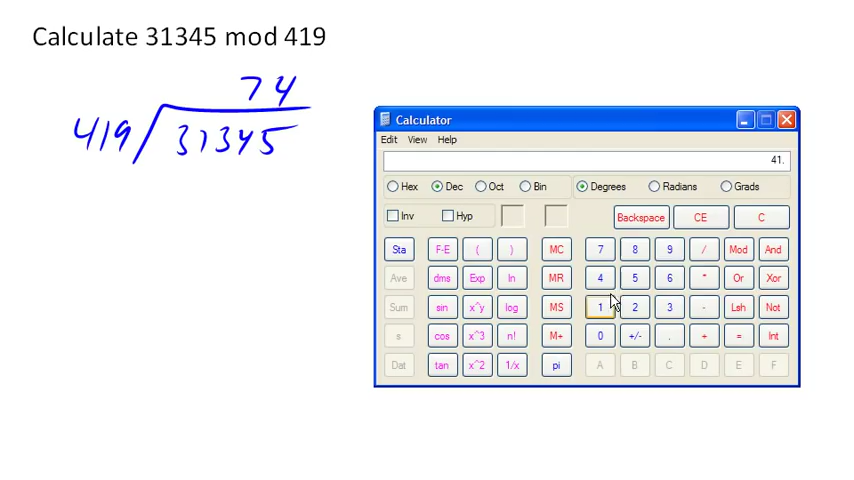 Calculate 31345 mod 419
74
419 31345
Calculator
Edit View Help
41.
Hex Dec Oct Bin Degrees Radians Grads
Inv Hyp Backspace CE C
Sta F-E ( ) MC 7 8 9 / Mod And
Ave dms Exp ln MR 4 5 6 * Or Xor
Sum sin x^y log MS 1 2 3 - Lsh Not
s cos x^3 n! M+ 0 +/- . + = Int
Dat tan x^2 1/x pi A B C D E F